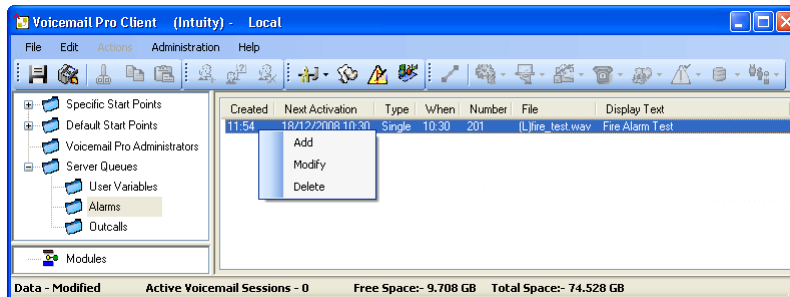 Voicemail Pro Client (Intuity) - Local
File Edit Actions Administration Help
Specific Start Points
Default Start Points
Voicemail Pro Administrators
Server Queues
User Variables
Alarms
Outcalls
Modules
Created Next Activation Type When Number File Display Text
11:54 18/12/2008 10:30 Single 10:30 201 (L)fire_test.wav Fire Alarm Test
Add
Modify
Delete
Data - Modified Active Voicemail Sessions - 0 Free Space:- 9.708 GB Total Space:- 74.528 GB